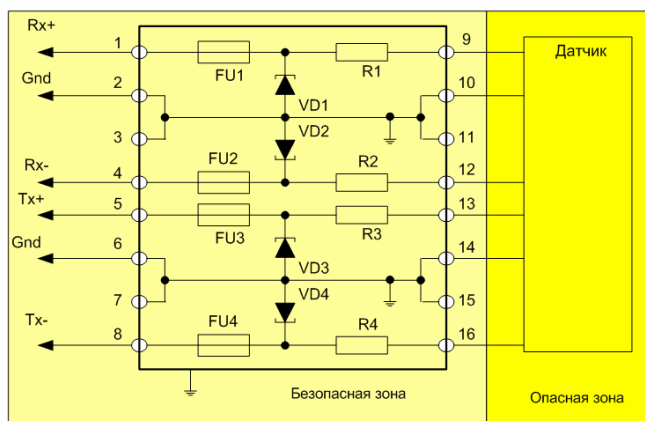 Rx+
1
FU1
R1
9
Датчик
Gnd
2
VD1
10
3
VD2
11
Rx-
4
FU2
R2
12
Tx+
5
FU3
R3
13
Gnd
6
14
7
VD3
15
VD4
Tx-
8
FU4
R4
16
Безопасная зона
Опасная зона